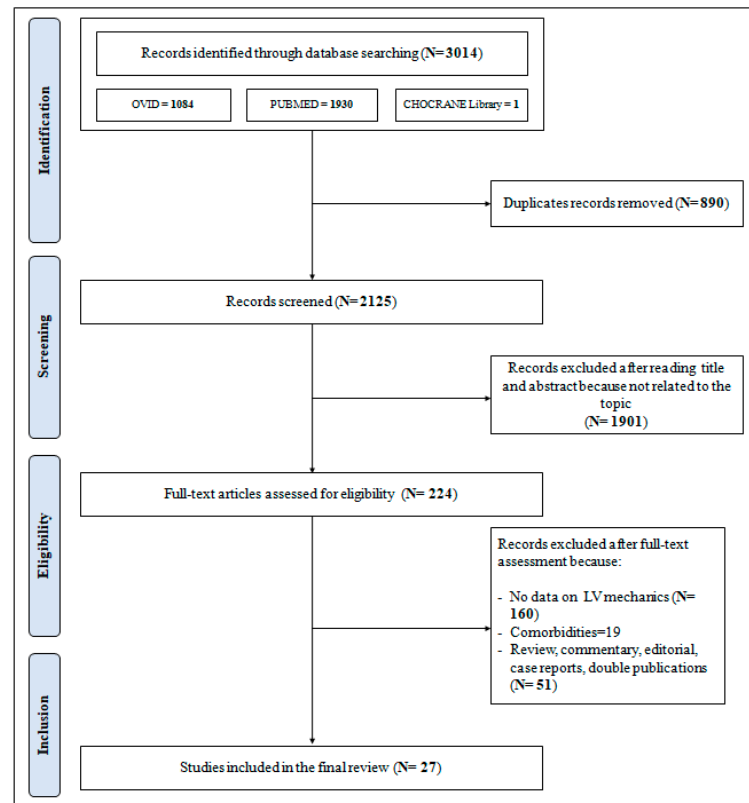 Identification
Records identified through database searching (N=3014)
OVID = 1084
PUBMED = 1930
CHOCRANE Library = 1
Duplicates records removed (N=890)
Screening
Records screened (N=2125)
Records excluded after reading title
and abstract because not related to the
topic
(N=1901)
Eligibility
Full-text articles assessed for eligibility (N= 224)
Records excluded after full-text
assessment because:
- No data on LV mechanics (N=
160)
- Comorbidities=19
- Review, commentary, editorial,
case reports, double publications
(N= 51)
Inclusion
Studies included in the final review (N= 27)